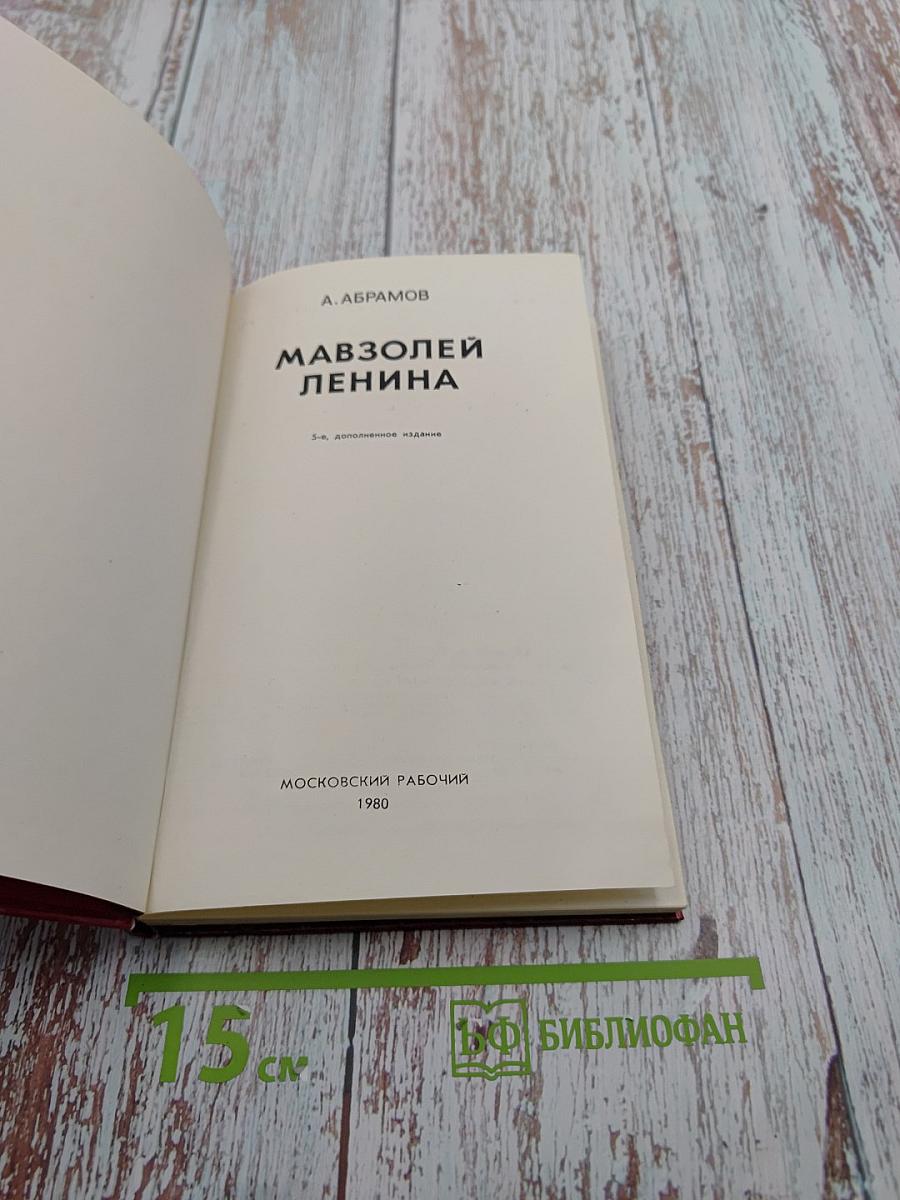 А. АБРАМОВ
МАВЗОЛЕЙ
ЛЕНИНА
5-е, дополненное издание
МОСКОВСКИЙ РАБОЧИЙ
1980
15 см
БФ БИБЛИОФАН